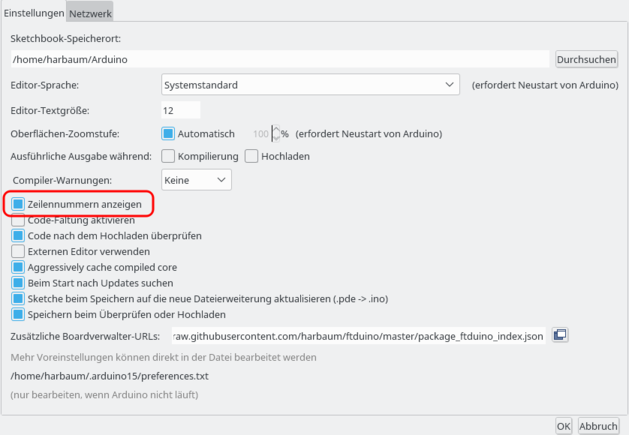 Einstellungen Netzwerk
Sketchbook-Speicherort:
/home/harbaum/Arduino Durchsuchen
Editor-Sprache: Systemstandard (erfordert Neustart von Arduino)
Editor-Textgröße: 12
Oberflächen-Zoomstufe: Automatisch 100 % (erfordert Neustart von Arduino)
Ausführliche Ausgabe während: Kompilierung Hochladen
Compiler-Warnungen: Keine
Zeilennummern anzeigen
Code-Faltung aktivieren
Code nach dem Hochladen überprüfen
Externen Editor verwenden
Aggressively cache compiled core
Beim Start nach Updates suchen
Sketche beim Speichern auf die neue Dateierweiterung aktualisieren (.pde -> .ino)
Speichern beim Überprüfen oder Hochladen
Zusätzliche Boardverwalter-URLs: raw.githubusercontent.com/harbaum/ftduino/master/package_ftduino_index.json
Mehr Voreinstellungen können direkt in der Datei bearbeitet werden
/home/harbaum/.arduino15/preferences.txt
(nur bearbeiten, wenn Arduino nicht läuft)
OK Abbruch